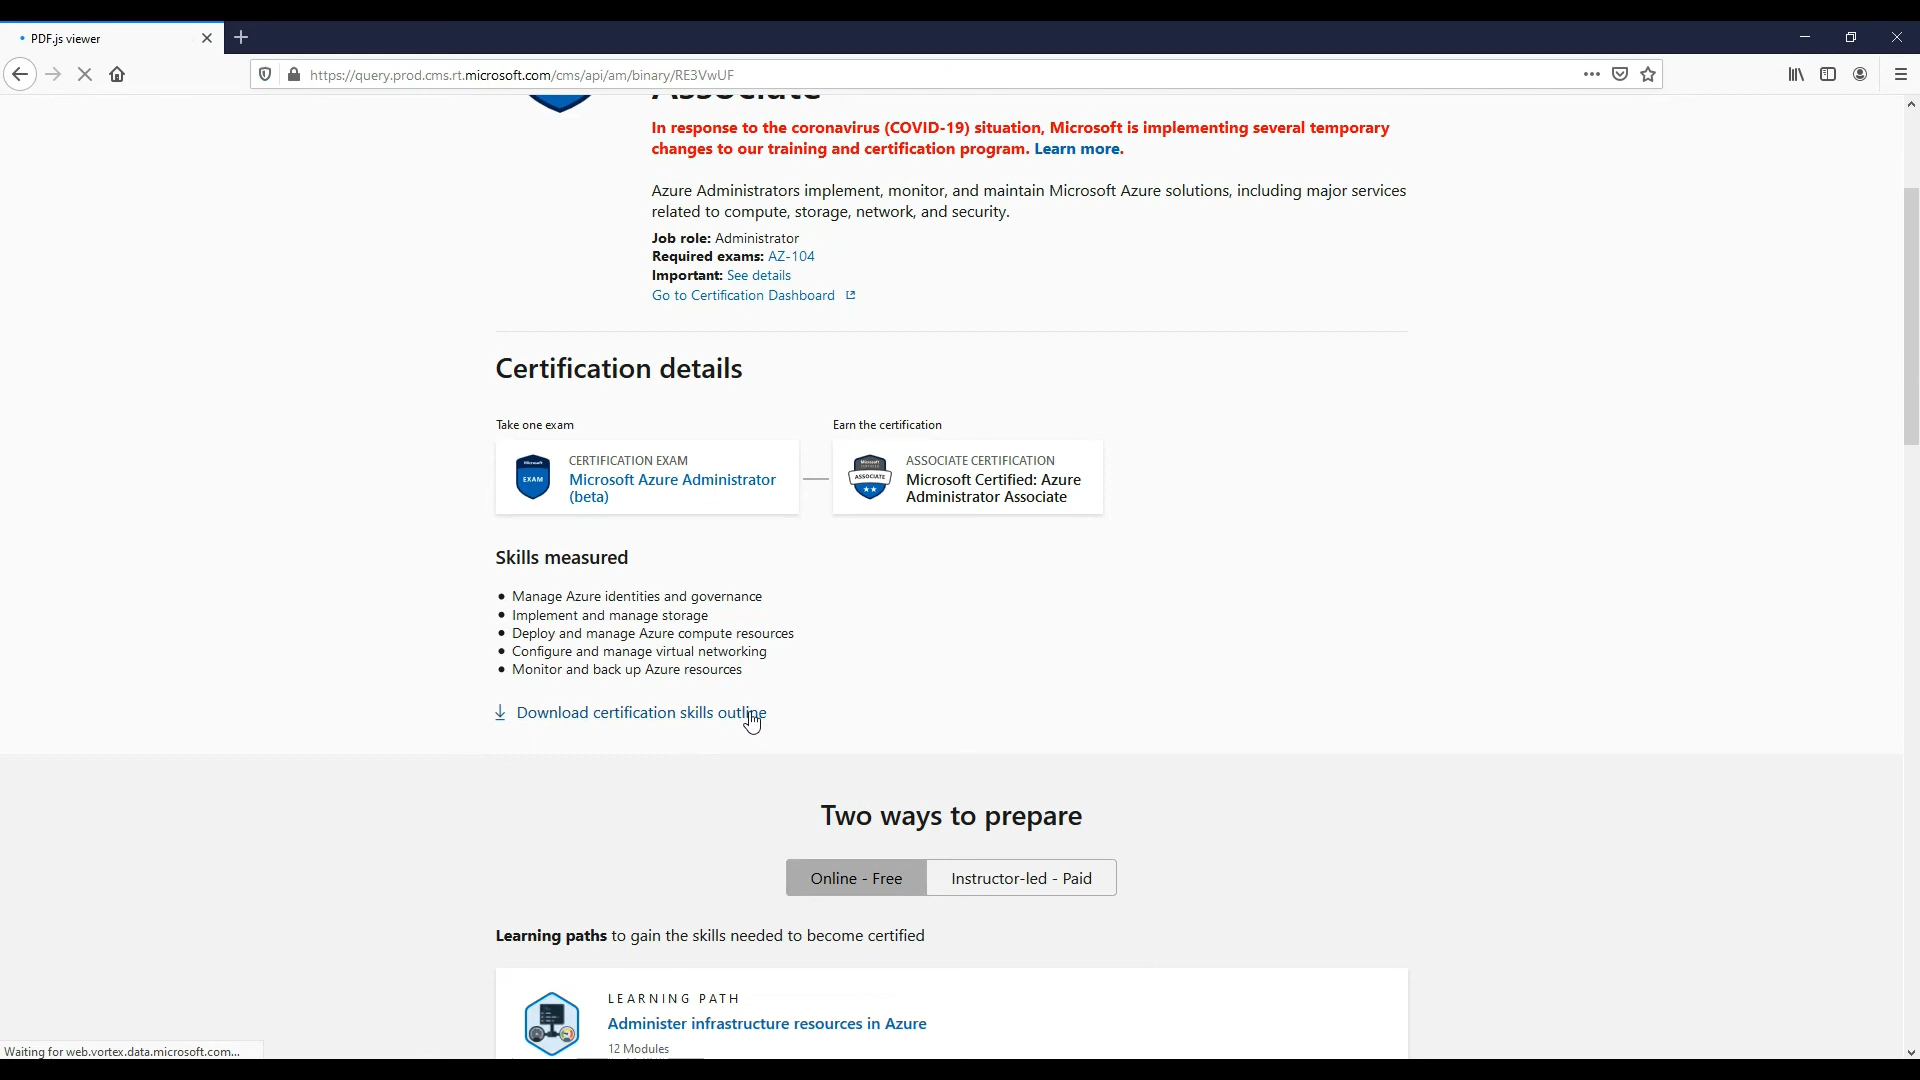 PDF.js viewer
https://query.prod.cms.rt.microsoft.com/cms/api/am/binary/RE3VwUF
Associate
In response to the coronavirus (COVID-19) situation, Microsoft is implementing several temporary
changes to our training and certification program. Learn more.
Azure Administrators implement, monitor, and maintain Microsoft Azure solutions, including major services
related to compute, storage, network, and security.
Job role: Administrator
Required exams: AZ-104
Important: See details
Go to Certification Dashboard
Certification details
Take one exam
Earn the certification
Microsoft
EXAM
CERTIFICATION EXAM
Microsoft Azure Administrator
(beta)
Microsoft
ASSOCIATE
ASSOCIATE CERTIFICATION
Microsoft Certified: Azure
Administrator Associate
Skills measured
• Manage Azure identities and governance
• Implement and manage storage
• Deploy and manage Azure compute resources
• Configure and manage virtual networking
• Monitor and back up Azure resources
Download certification skills outline
Two ways to prepare
Online - Free
Instructor-led - Paid
Learning paths to gain the skills needed to become certified
LEARNING PATH
Administer infrastructure resources in Azure
12 Modules
Waiting for web.vortex.data.microsoft.com...